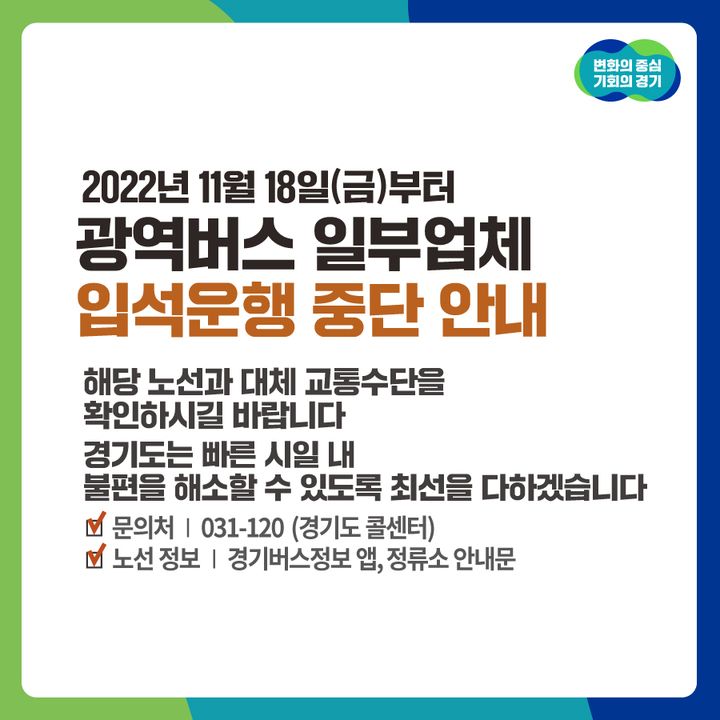 변화의 중심
기회의 경기
2022년 11월 18일(금)부터
광역버스 일부업체
입석운행 중단 안내
해당 노선과 대체 교통수단을
확인하시길 바랍니다
경기도는 빠른 시일 내
불편을 해소할 수 있도록 최선을 다하겠습니다
문의처 | 031-120 (경기도 콜센터)
노선 정보 | 경기버스정보 앱, 정류소 안내문